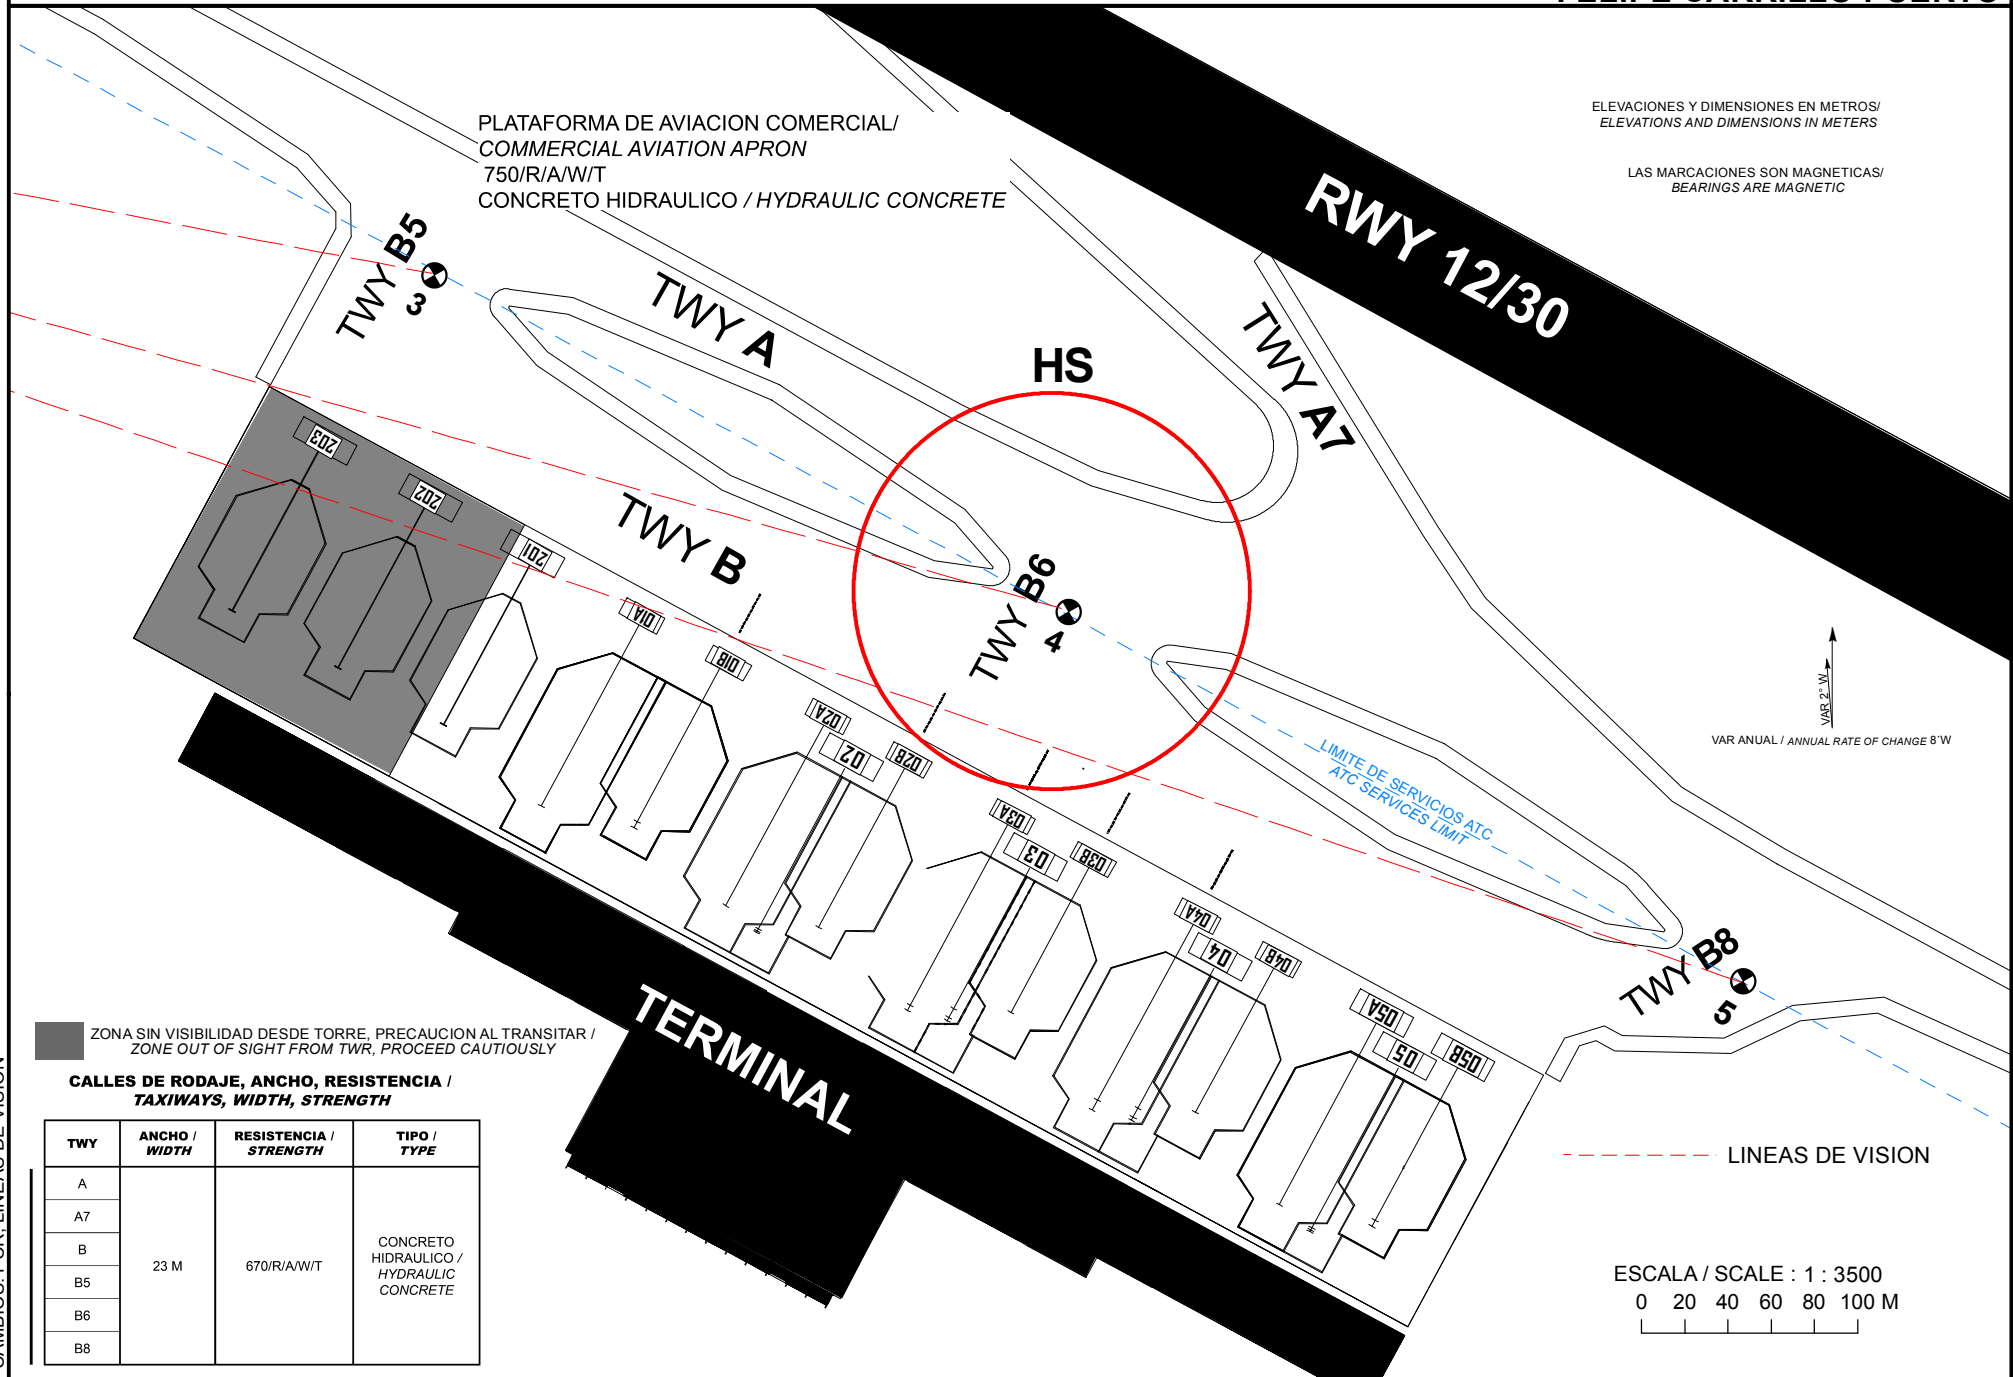 FELIPE CARRILLO PUERTO
ELEVACIONES Y DIMENSIONES EN METROS/
ELEVATIONS AND DIMENSIONS IN METERS
LAS MARCACIONES SON MAGNETICAS/
BEARINGS ARE MAGNETIC
PLATAFORMA DE AVIACION COMERCIAL/
COMMERCIAL AVIATION APRON
750/R/A/W/T
CONCRETO HIDRAULICO / HYDRAULIC CONCRETE
RWY 12/30
TWY B5
3
TWY A
HS
TWY A7
203
202
201
TWY B
TWY B6
4
01A
01B
02A
02
02B
03A
03
03B
04A
04
04B
05A
05
05B
LIMITE DE SERVICIOS ATC
ATC SERVICES LIMIT
VAR 2° W
VAR ANUAL / ANNUAL RATE OF CHANGE 8'W
TWY B8
5
TERMINAL
ZONA SIN VISIBILIDAD DESDE TORRE, PRECAUCION AL TRANSITAR /
ZONE OUT OF SIGHT FROM TWR, PROCEED CAUTIOUSLY
CALLES DE RODAJE, ANCHO, RESISTENCIA /
TAXIWAYS, WIDTH, STRENGTH
TWY
ANCHO /
WIDTH
RESISTENCIA /
STRENGTH
TIPO /
TYPE
A
A7
B
B5
B6
B8
23 M
670/R/A/W/T
CONCRETO
HIDRAULICO /
HYDRAULIC
CONCRETE
LINEAS DE VISION
ESCALA / SCALE : 1 : 3500
0 20 40 60 80 100 M